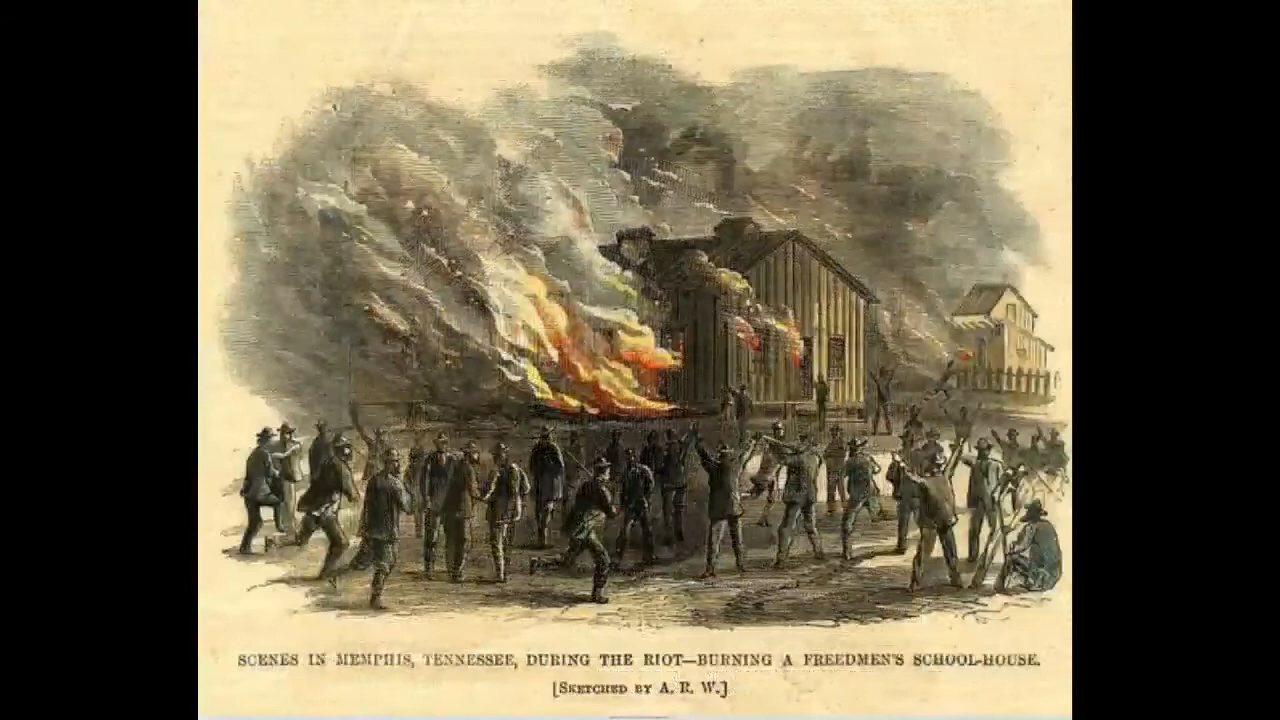 SCENES IN MEMPHIS, TENNESSEE, DURING THE RIOT—BURNING A FREEDMEN'S SCHOOL-HOUSE.
[SKETCHED BY A. R. W.]